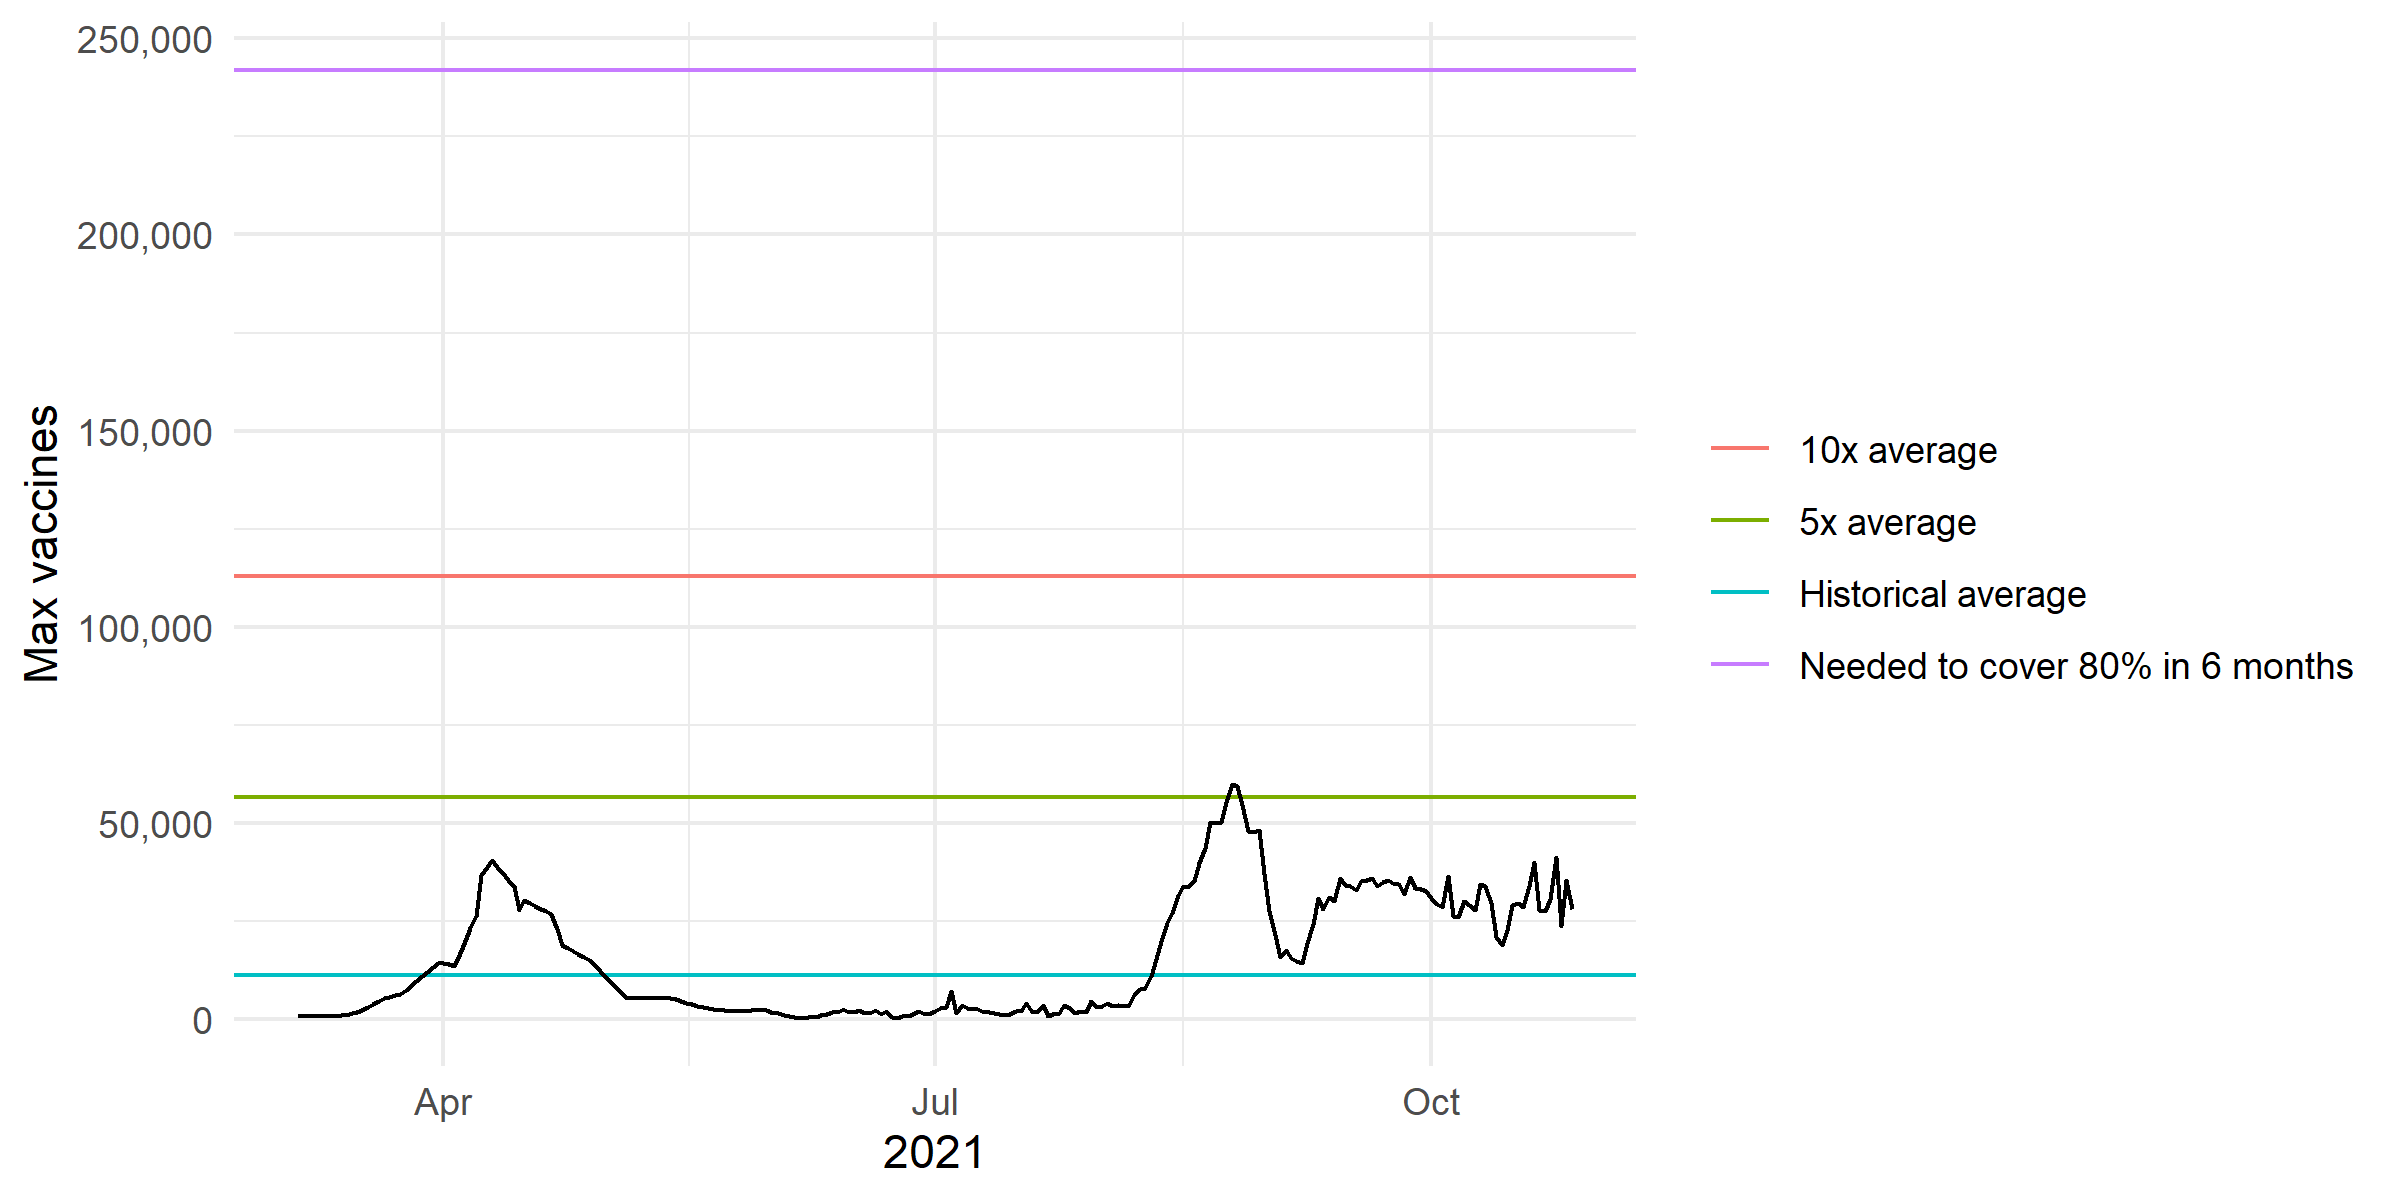 250,000
200,000
150,000
100,000
50,000
0
Max vaccines
Apr
Jul
Oct
2021
10x average
5x average
Historical average
Needed to cover 80% in 6 months